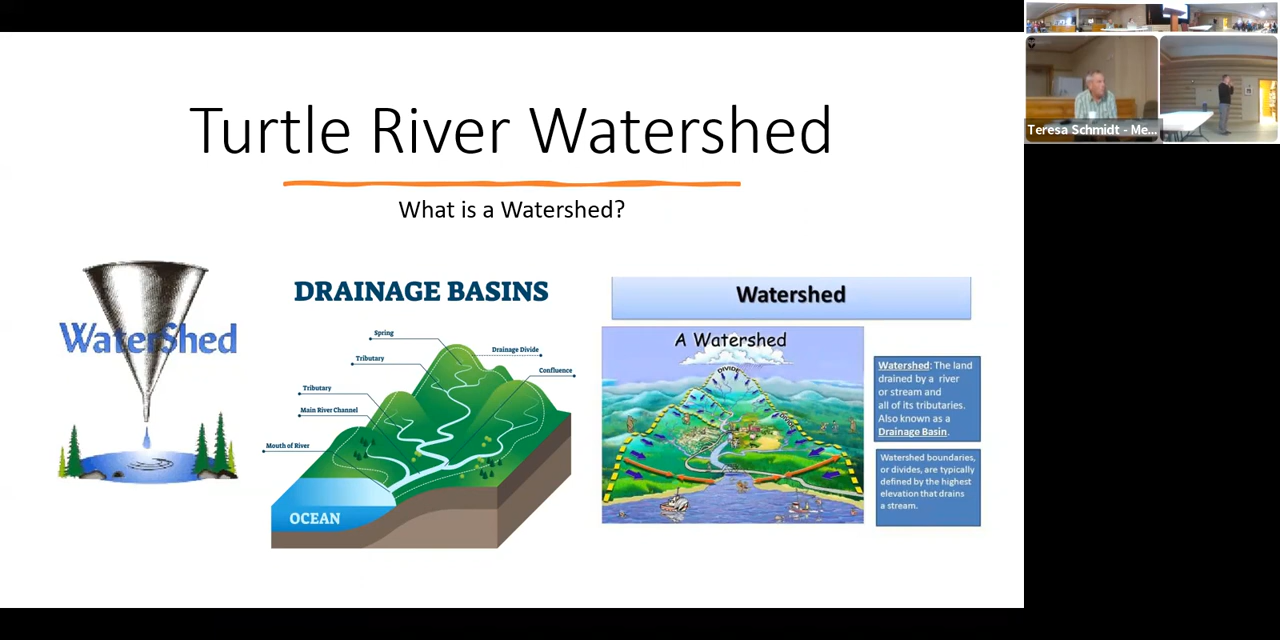 Turtle River Watershed
What is a Watershed?
WaterShed
DRAINAGE BASINS
Spring
Drainage Divide
Tributary
Confluence
Tributary
Main River Channel
Mouth of River
OCEAN
Watershed
A Watershed
DIVIDE
Watershed: The land
drained by a river
or stream and
all of its tributaries.
Also known as a
Drainage Basin.
Watershed boundaries,
or divides, are typically
defined by the highest
elevation that drains
a stream.
Teresa Schmidt - Me...